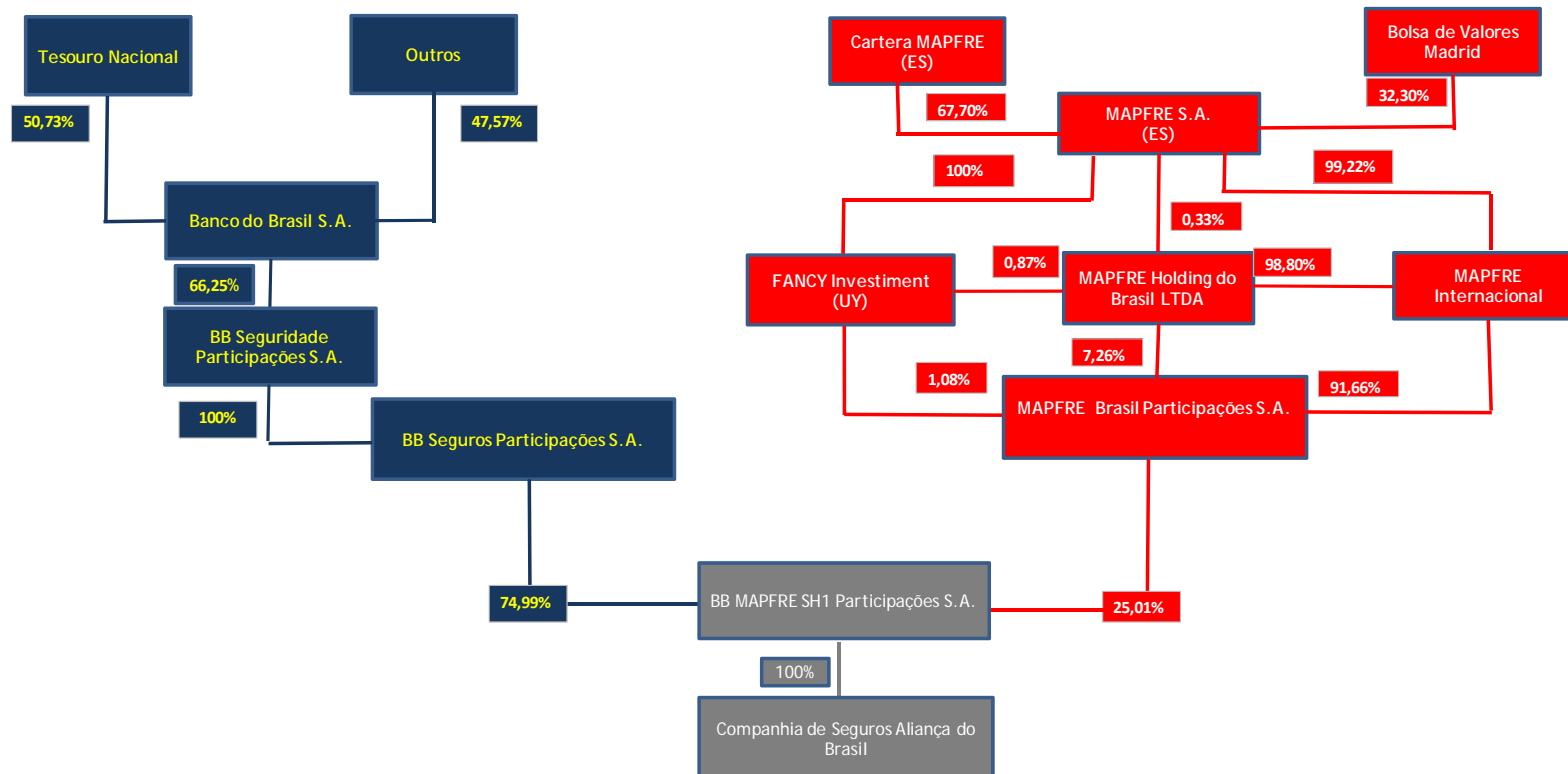 Tesouro Nacional
Outros
Cartera MAPFRE
(ES)
Bolsa de Valores
Madrid
50,73%
47,57%
67,70%
32,30%
MAPFRE S.A.
(ES)
100%
99,22%
Banco do Brasil S.A.
0,33%
66,25%
FANCY Investiment
(UY)
0,87%
MAPFRE Holding do
Brasil LTDA
98,80%
MAPFRE
Internacional
BB Seguridade
Participações S.A.
7,26%
1,08%
91,66%
100%
MAPFRE Brasil Participações S.A.
BB Seguros Participações S.A.
74,99%
BB MAPFRE SH1 Participações S.A.
25,01%
100%
Companhia de Seguros Aliança do
Brasil